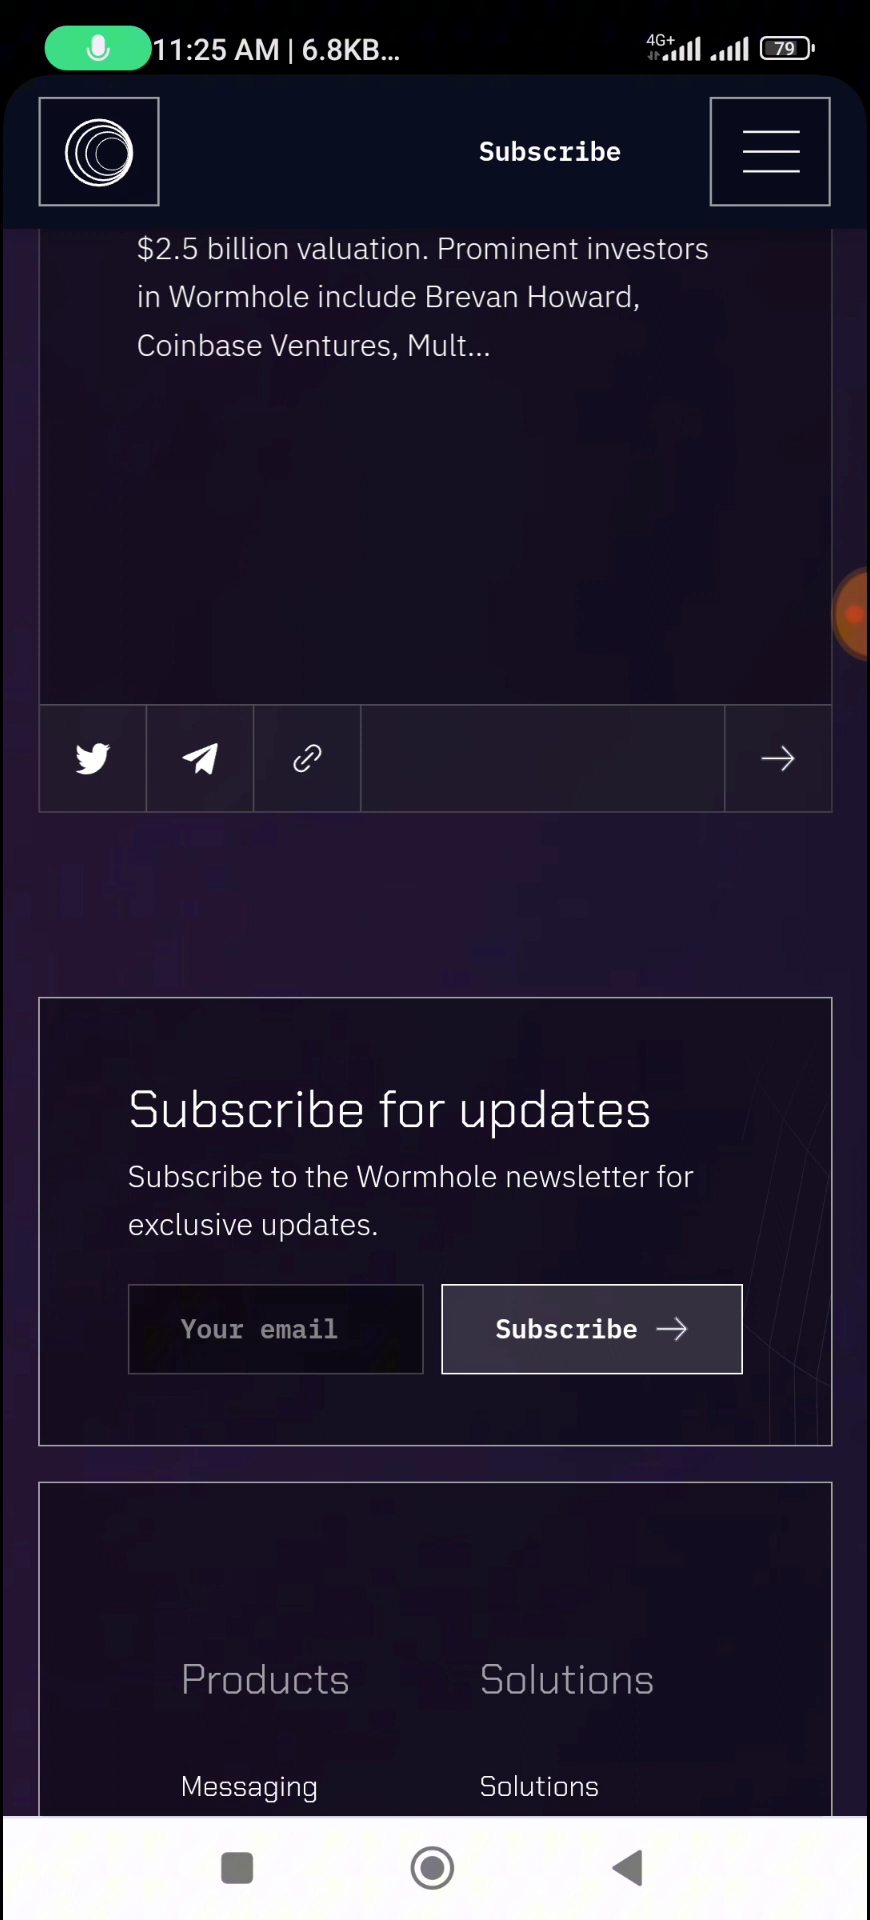 11:25 AM | 6.8KB...
4G+
79
Subscribe
$2.5 billion valuation. Prominent investors
in Wormhole include Brevan Howard,
Coinbase Ventures, Mult...
Subscribe for updates
Subscribe to the Wormhole newsletter for
exclusive updates.
Your email
Subscribe
Products
Solutions
Messaging
Solutions